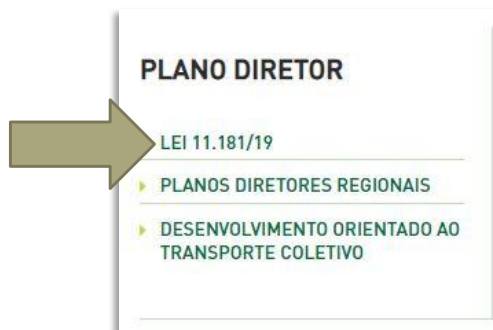 PLANO DIRETOR
LEI 11.181/19
PLANOS DIRETORES REGIONAIS
DESENVOLVIMENTO ORIENTADO AO
TRANSPORTE COLETIVO